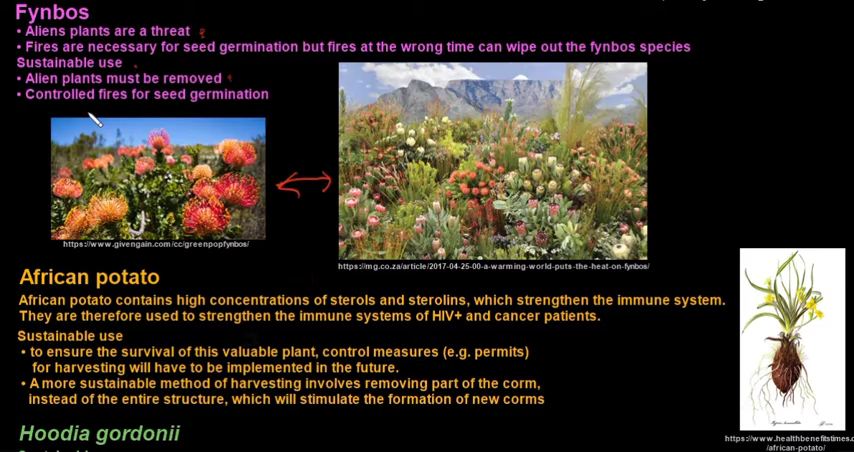 Fynbos
• Aliens plants are a threat
• Fires are necessary for seed germination but fires at the wrong time can wipe out the fynbos species
Sustainable use
• Alien plants must be removed
• Controlled fires for seed germination
https://www.givengain.com/cc/greenpopfynbos/
https://mg.co.za/article/2017-04-25-00-a-warming-world-puts-the-heat-on-fynbos/
African potato
African potato contains high concentrations of sterols and sterolins, which strengthen the immune system.
They are therefore used to strengthen the immune systems of HIV+ and cancer patients.
Sustainable use
• to ensure the survival of this valuable plant, control measures (e.g. permits)
for harvesting will have to be implemented in the future.
• A more sustainable method of harvesting involves removing part of the corm,
instead of the entire structure, which will stimulate the formation of new corms
https://www.healthbenefitstimes.c
/african-potato/
Hoodia gordonii